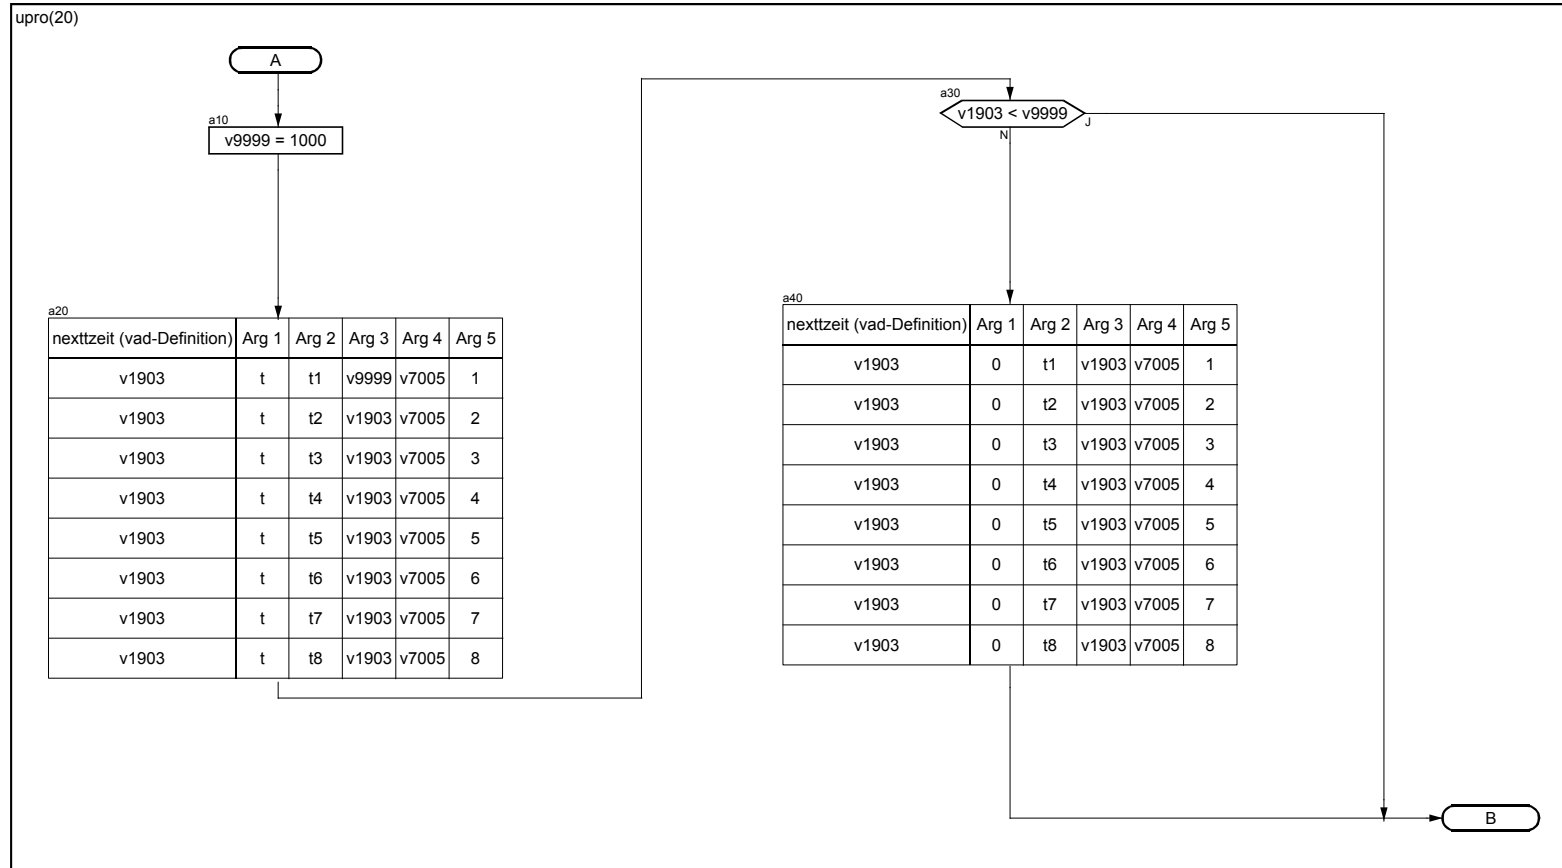 upro(20)
A
a10
v9999 = 1000
a20
nexttzeit (vad-Definition) Arg 1 Arg 2 Arg 3 Arg 4 Arg 5
v1903 t t1 v9999 v7005 1
v1903 t t2 v1903 v7005 2
v1903 t t3 v1903 v7005 3
v1903 t t4 v1903 v7005 4
v1903 t t5 v1903 v7005 5
v1903 t t6 v1903 v7005 6
v1903 t t7 v1903 v7005 7
v1903 t t8 v1903 v7005 8
a30
v1903 < v9999
J
N
a40
nexttzeit (vad-Definition) Arg 1 Arg 2 Arg 3 Arg 4 Arg 5
v1903 0 t1 v1903 v7005 1
v1903 0 t2 v1903 v7005 2
v1903 0 t3 v1903 v7005 3
v1903 0 t4 v1903 v7005 4
v1903 0 t5 v1903 v7005 5
v1903 0 t6 v1903 v7005 6
v1903 0 t7 v1903 v7005 7
v1903 0 t8 v1903 v7005 8
B